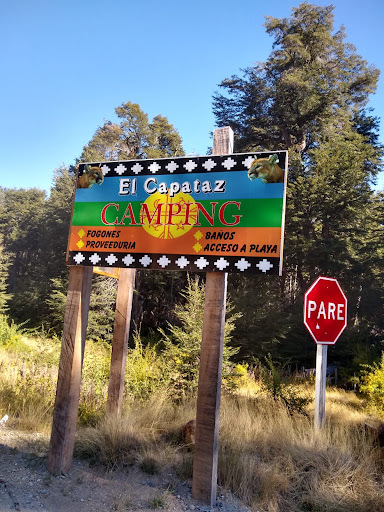 El Capataz
CAMPING
FOGONES
PROVEEDURIA
BAÑOS
ACCESO A PLAYA
PARE